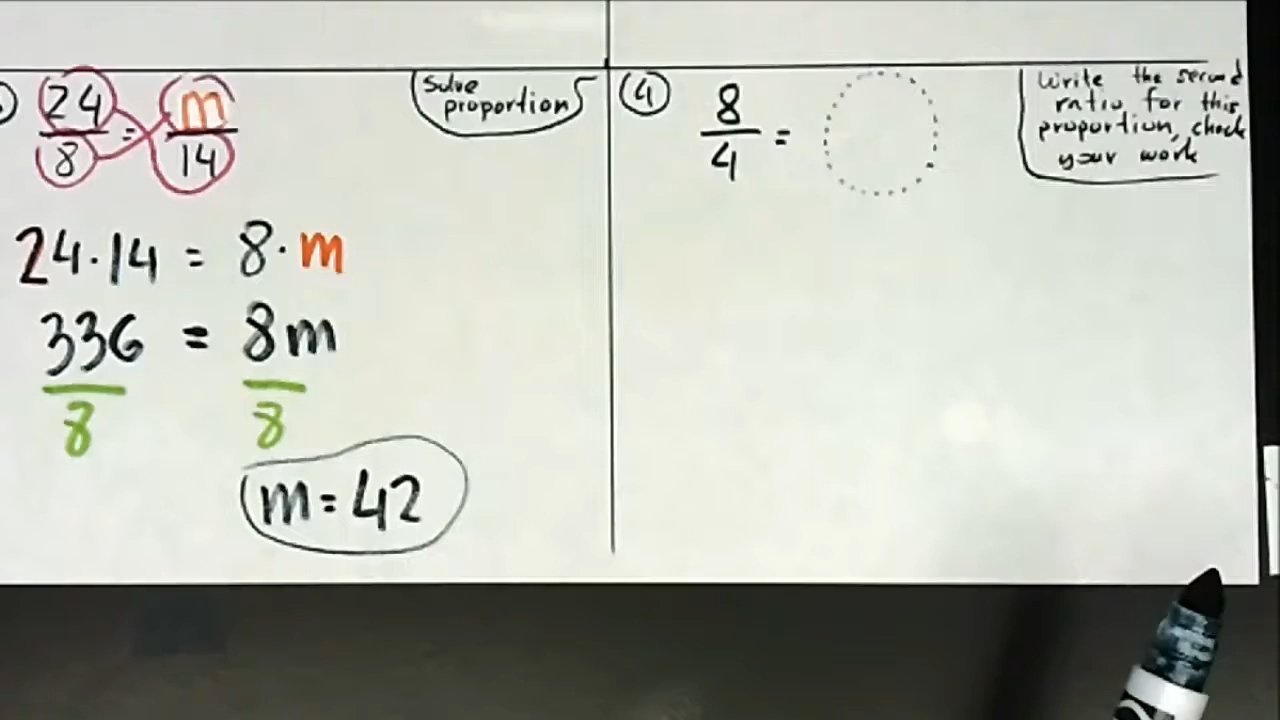 24 = m
8 14
Solve
proportion
24·14 = 8·m
336 = 8m
8 8
m = 42
4
8 =
4
Write the second
ratio for this
proportion, check
your work